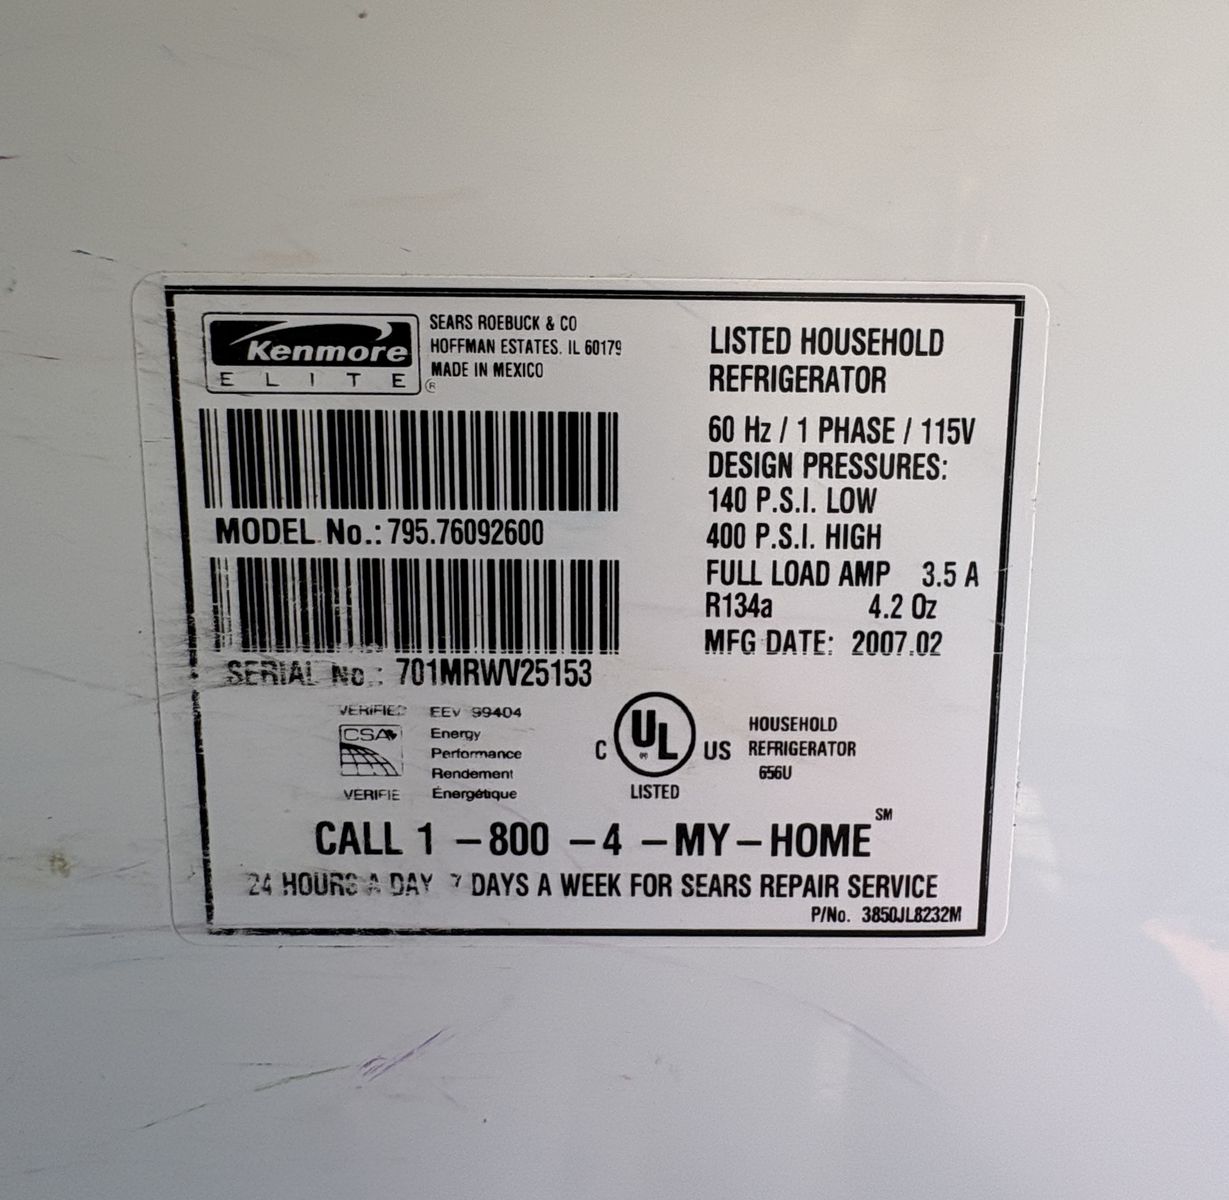 Kenmore
ELITE
®
SEARS ROEBUCK & CO
HOFFMAN ESTATES. IL 60179
MADE IN MEXICO
MODEL No.: 795.76092600
SERIAL No.: 701MRWV25153
LISTED HOUSEHOLD
REFRIGERATOR
60 Hz / 1 PHASE / 115V
DESIGN PRESSURES:
140 P.S.I. LOW
400 P.S.I. HIGH
FULL LOAD AMP 3.5 A
R134a 4.2 Oz
MFG DATE: 2007.02
VERIFIED
CSA
VERIFIE
EEV 99404
Energy
Performance
Rendement
Énergétique
C UL ® US
LISTED
HOUSEHOLD
REFRIGERATOR
656U
CALL 1 – 800 – 4 – MY – HOME SM
24 HOURS A DAY 7 DAYS A WEEK FOR SEARS REPAIR SERVICE
P/No. 3850JL8232M